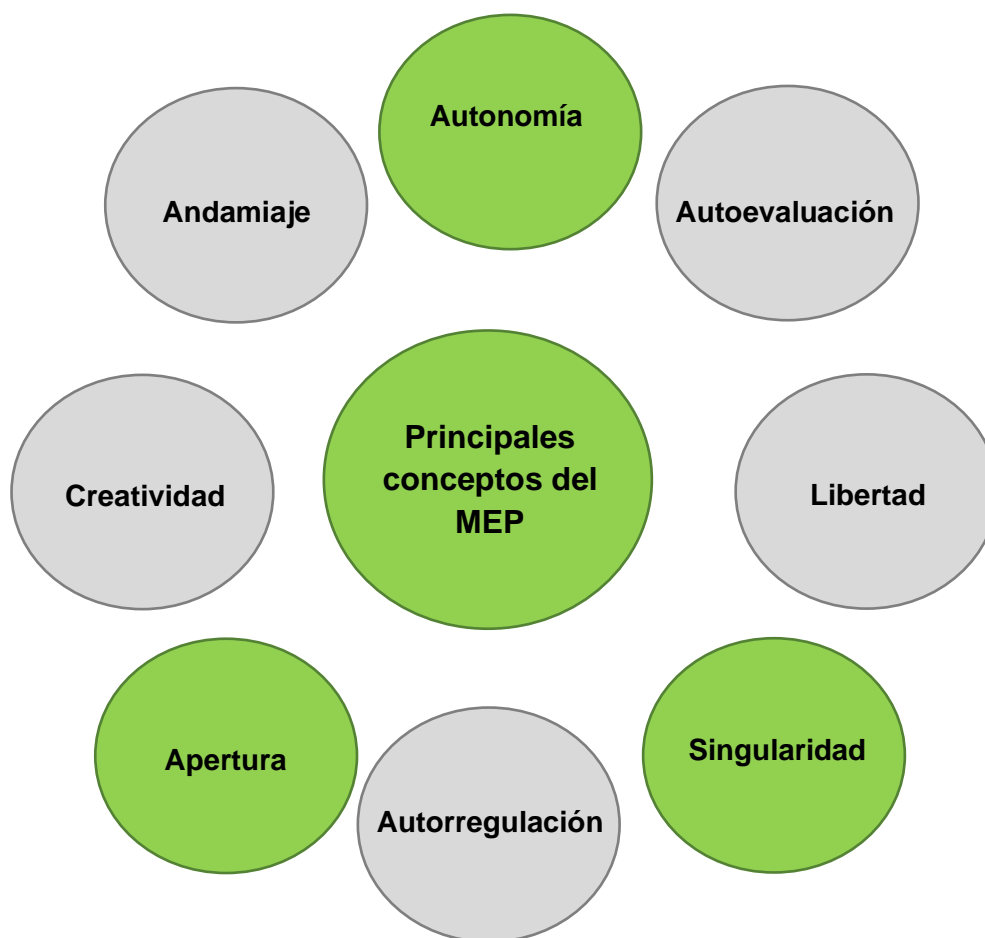 Autonomía
Andamiaje
Autoevaluación
Principales
conceptos del
MEP
Creatividad
Libertad
Apertura
Singularidad
Autorregulación